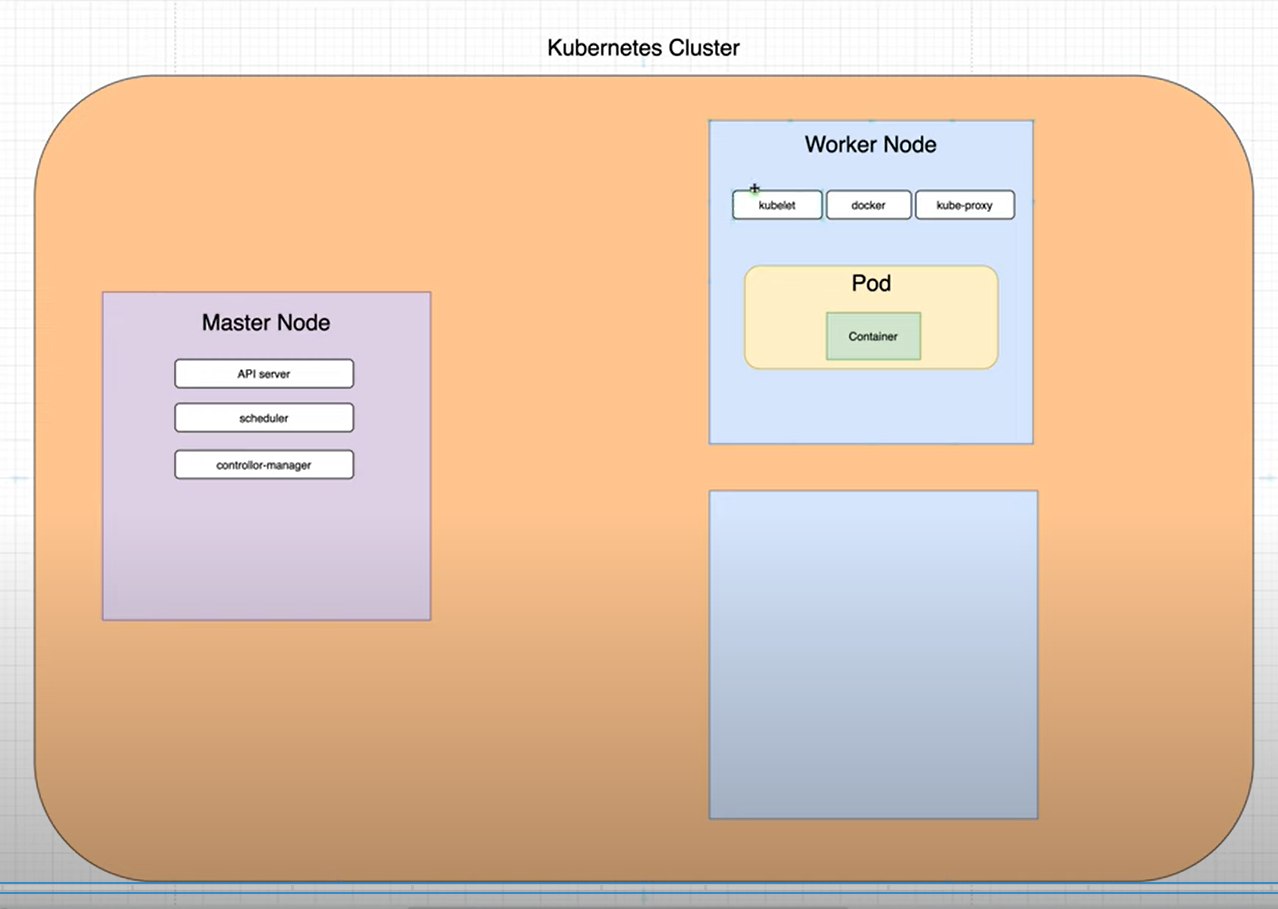 Kubernetes Cluster
Worker Node
kubelet
docker
kube-proxy
Pod
Container
Master Node
API server
scheduler
controllor-manager